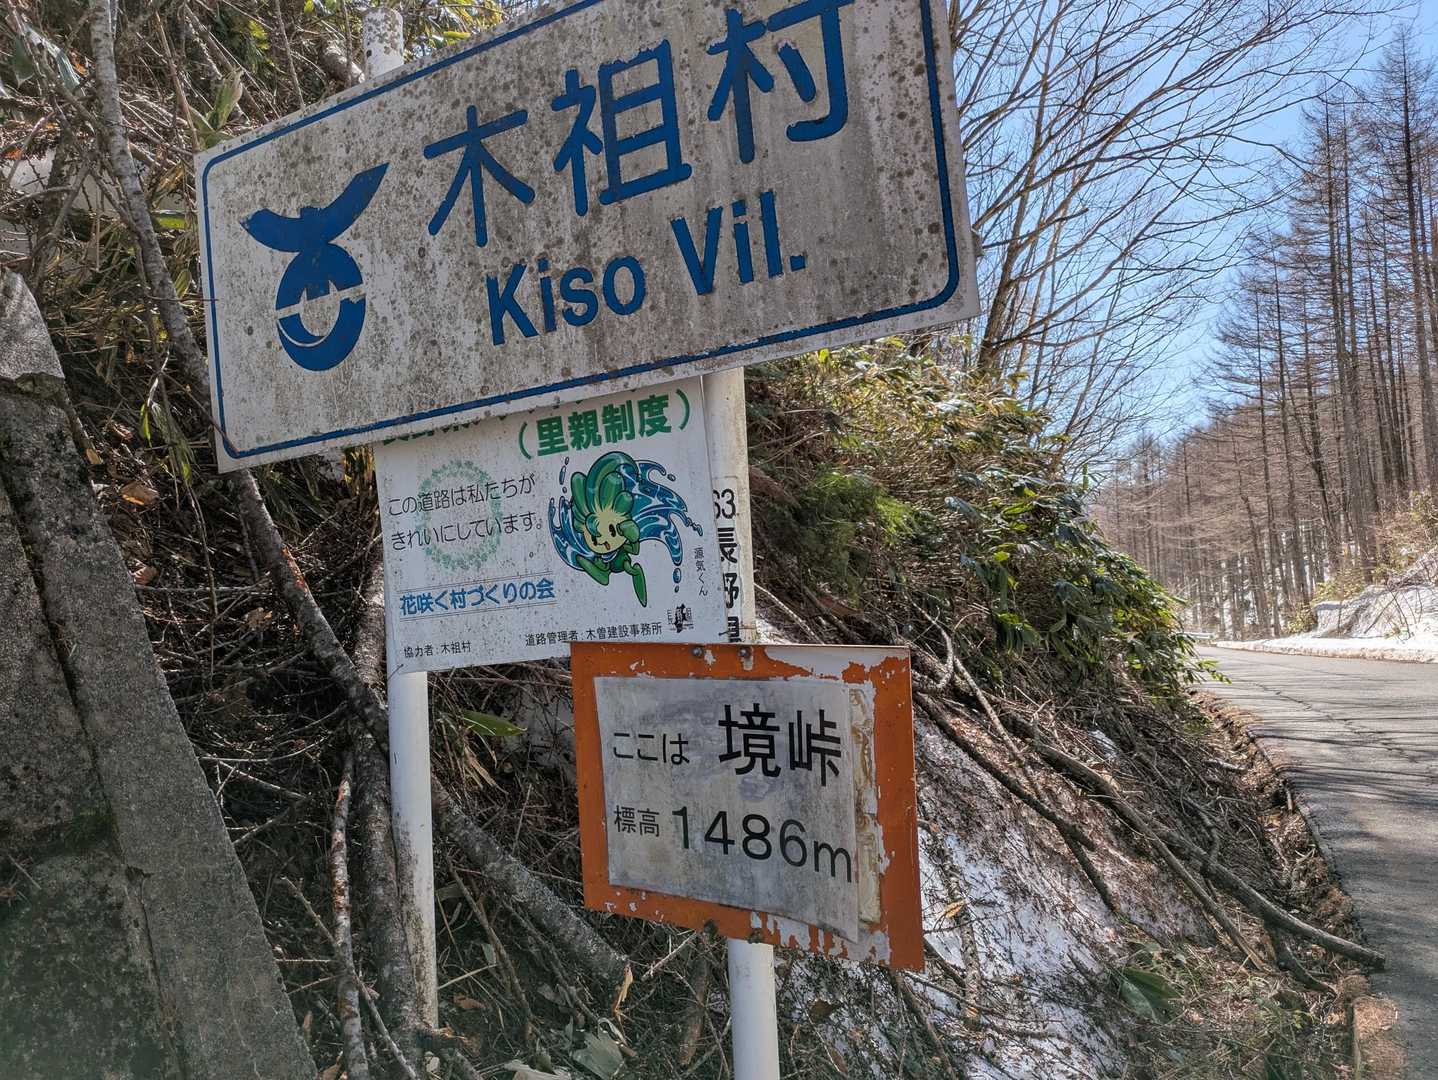 木祖村
Kiso Vil.
（里親制度）
この道路は私たちが
きれいにしています。
源気くん
花咲く村づくりの会
道路管理者：木曽建設事務所
協力者：木祖村
63.
長野県
ここは 境峠
標高 1486m